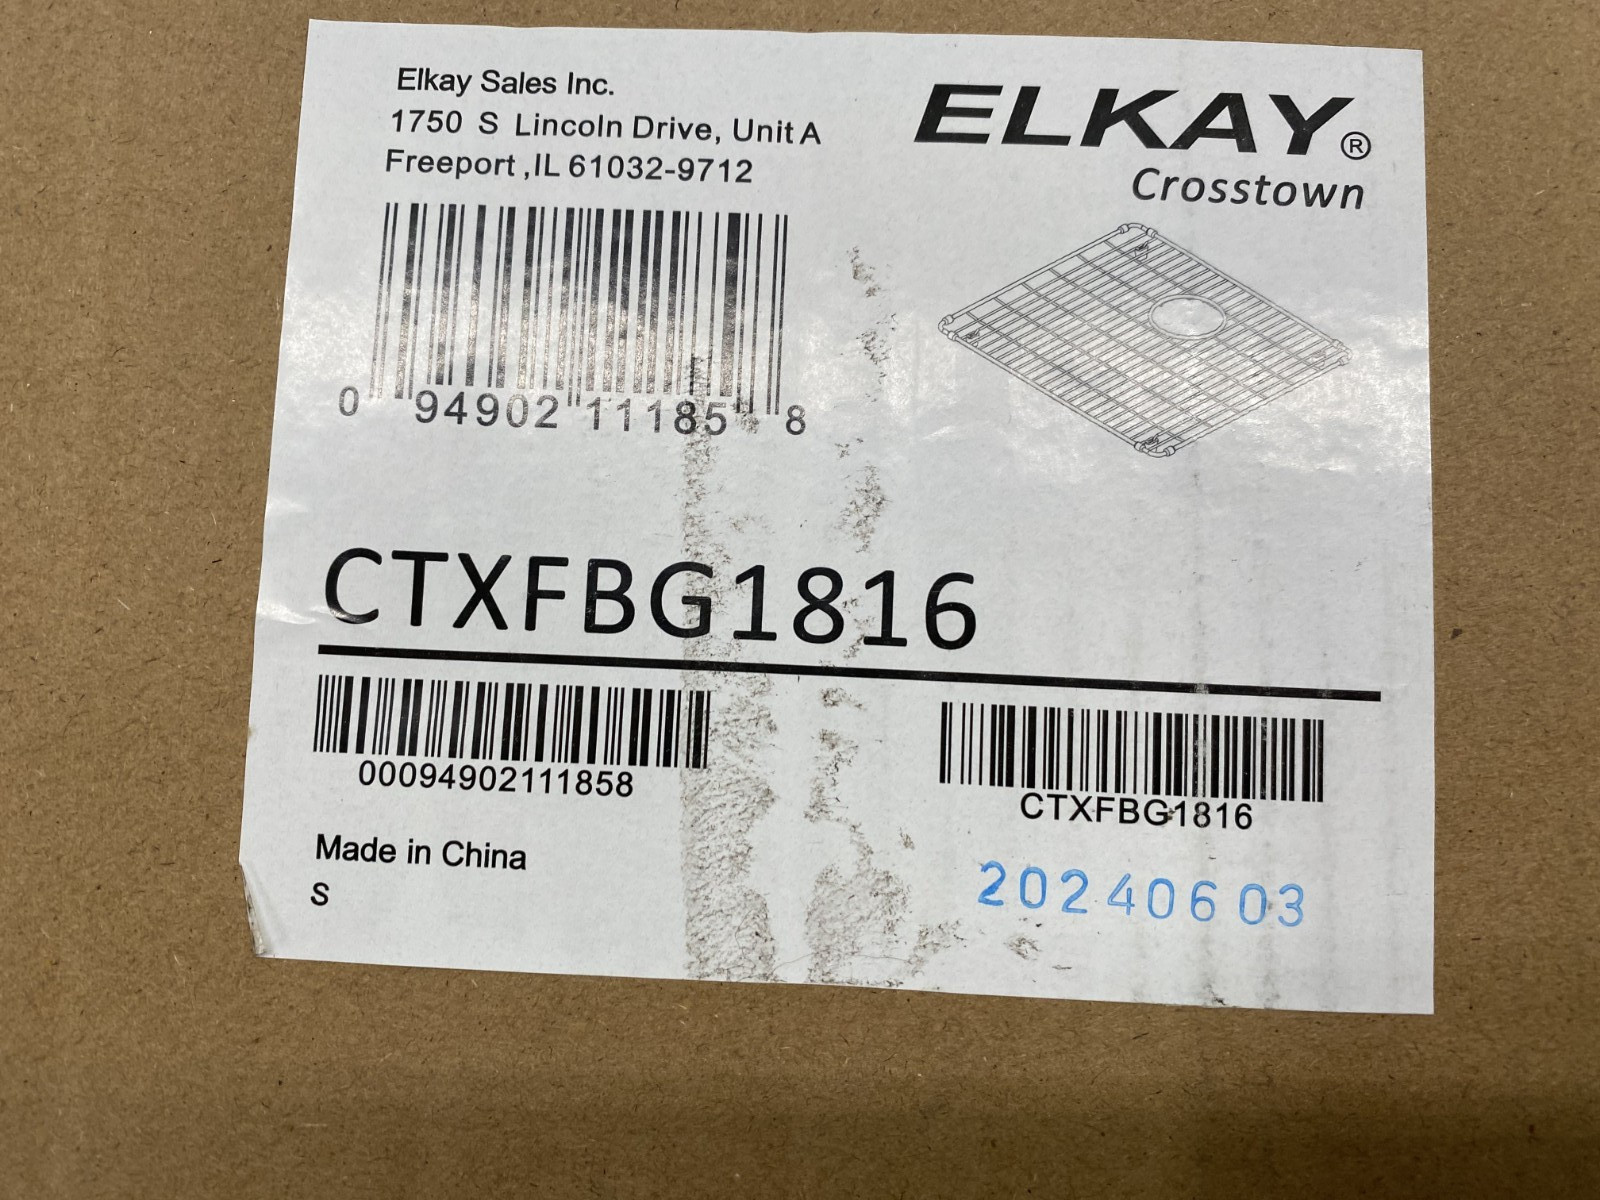 Elkay Sales Inc.
1750 S Lincoln Drive, Unit A
Freeport ,IL 61032-9712
ELKAY®
Crosstown
0 94902 11185 8
CTXFBG1816
00094902111858
CTXFBG1816
Made in China
S
20240603